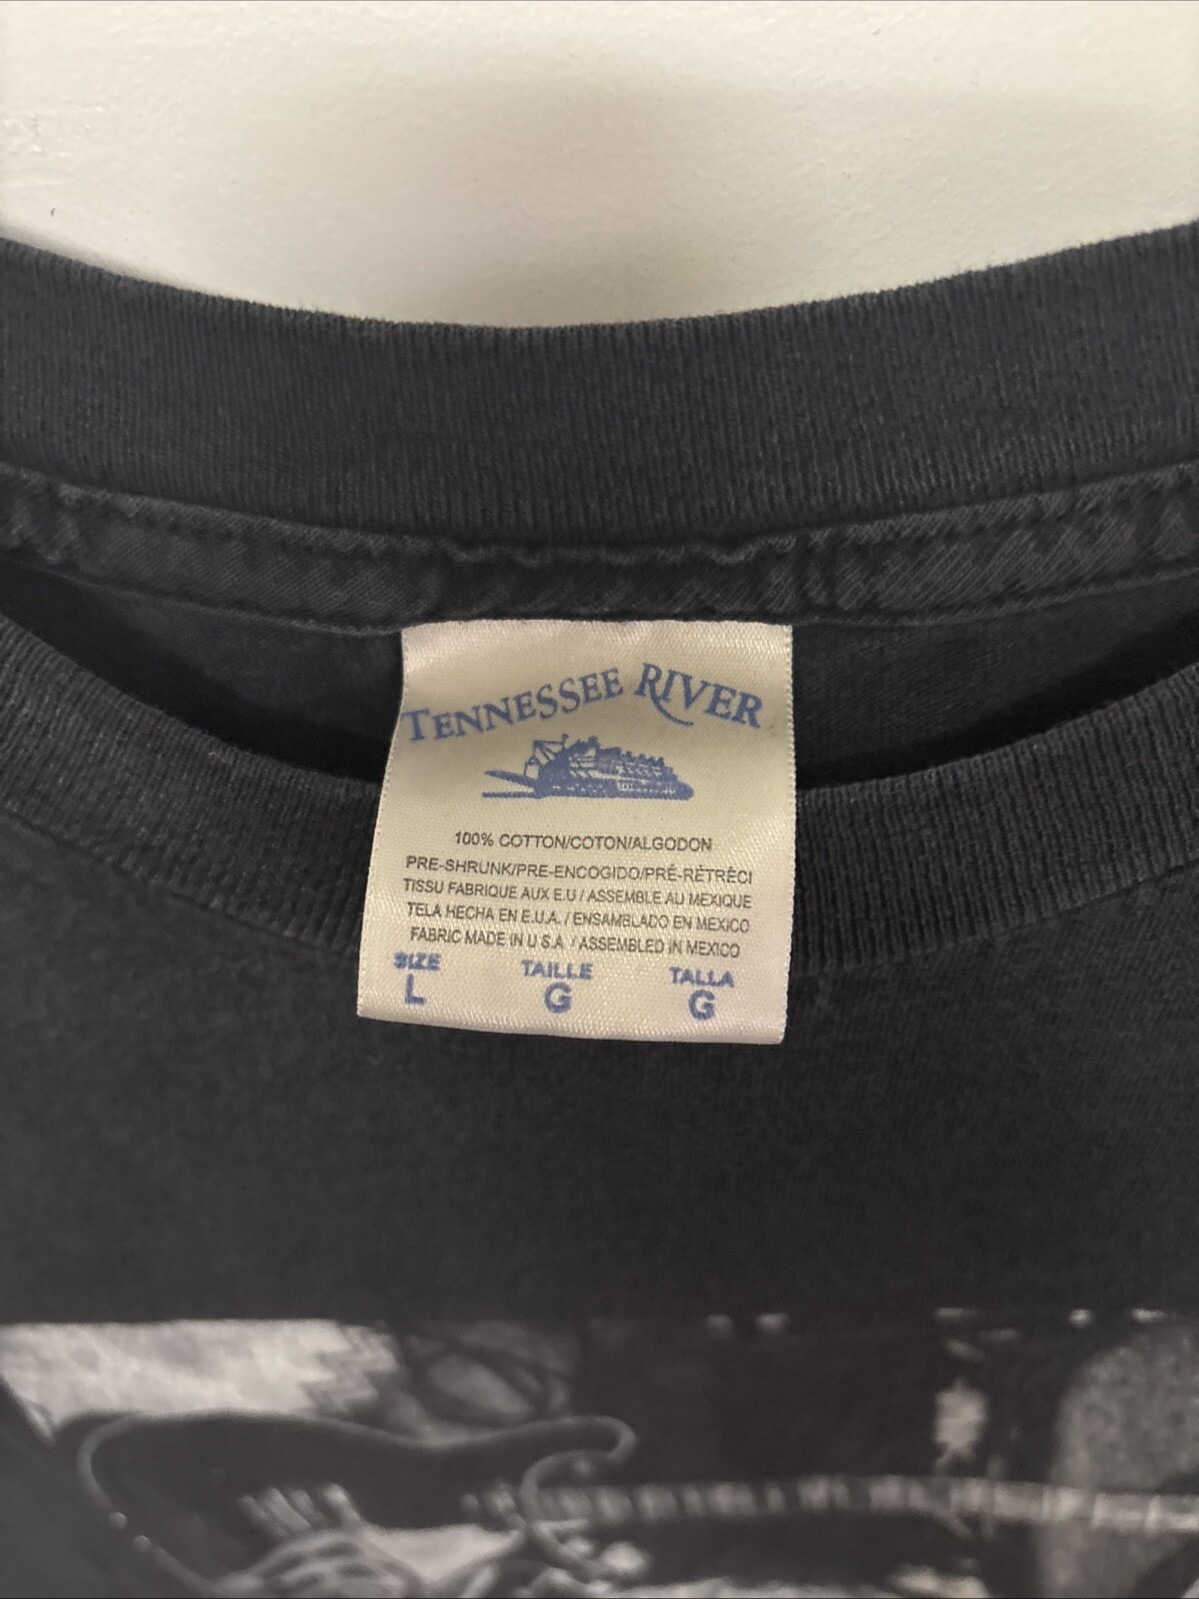 TENNESSEE RIVER
100% COTTON/COTON/ALGODON
PRE-SHRUNK/PRE-ENCOGIDO/PRÉ-RÉTRÉCI
TISSU FABRIQUE AUX E.U / ASSEMBLE AU MEXIQUE
TELA HECHA EN E.U.A. / ENSAMBLADO EN MEXICO
FABRIC MADE IN U S.A / ASSEMBLED IN MEXICO
SIZE TAILLE TALLA
L G G